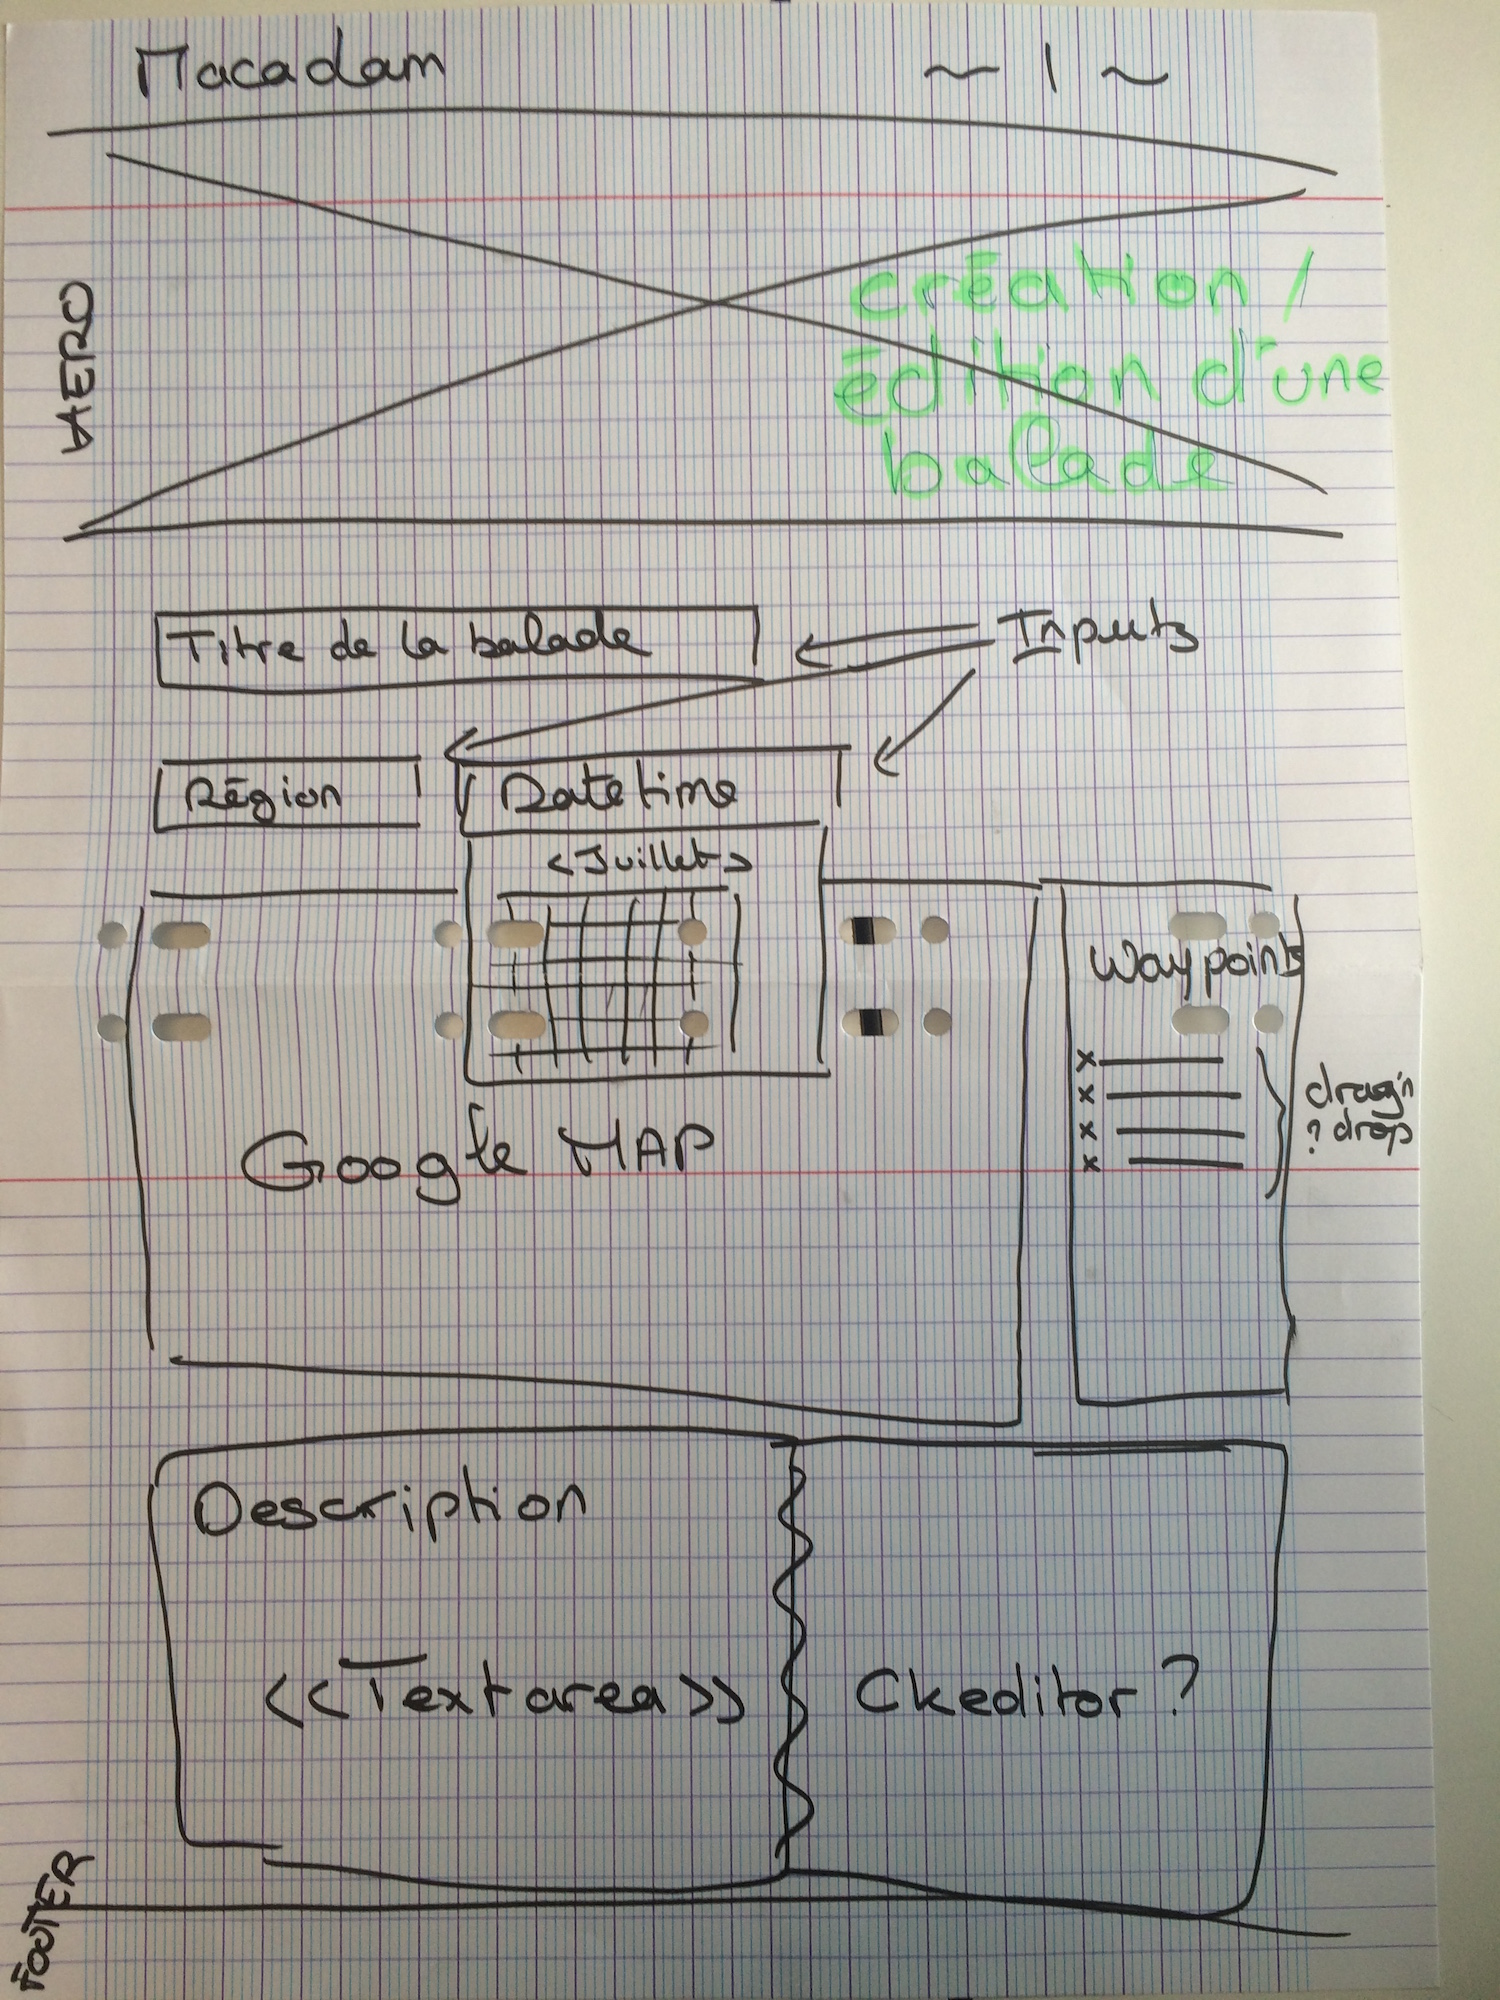 Macadam ~ | ~
HERO
création /
édition d'une
balade
Titre de la balade
Inputs
Région
Datetime
<Juillet>
Waypoints
x
x
x
x
drag'n
? drop
Google MAP
Description
<<Textarea>>
Ckeditor ?
FOOTER